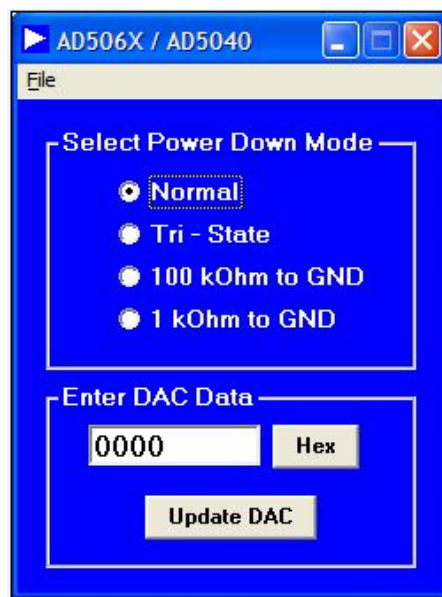 AD506X / AD5040
File
Select Power Down Mode
Normal
Tri - State
100 kOhm to GND
1 kOhm to GND
Enter DAC Data
0000 Hex
Update DAC